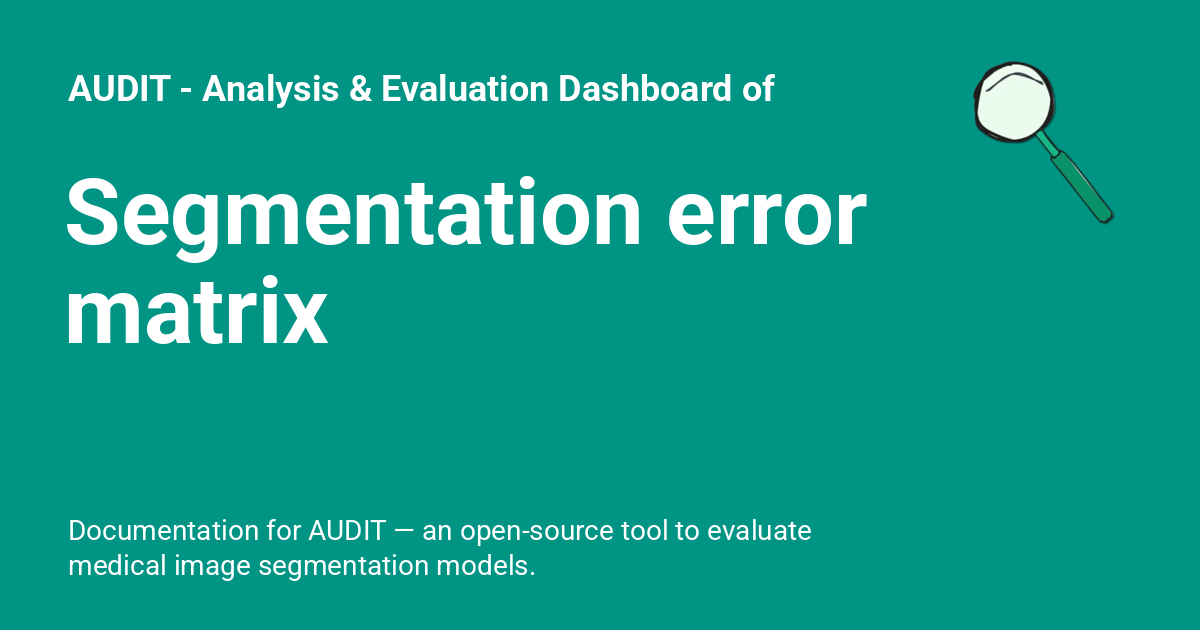 AUDIT - Analysis & Evaluation Dashboard of
Segmentation error
matrix
Documentation for AUDIT — an open-source tool to evaluate
medical image segmentation models.